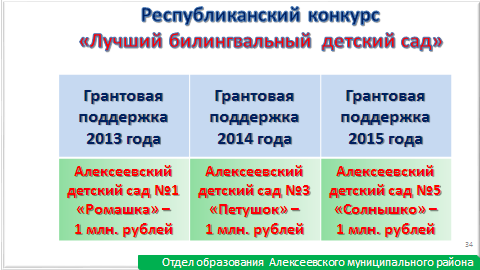 Республиканский конкурс
«Лучший билингвальный детский сад»
Грантовая поддержка 2013 года
Грантовая поддержка 2014 года
Грантовая поддержка 2015 года
Алексеевский детский сад №1 «Ромашка» – 1 млн. рублей
Алексеевский детский сад №3 «Петушок» – 1 млн. рублей
Алексеевский детский сад №5 «Солнышко» – 1 млн. рублей
34
Отдел образования Алексеевского муниципального района